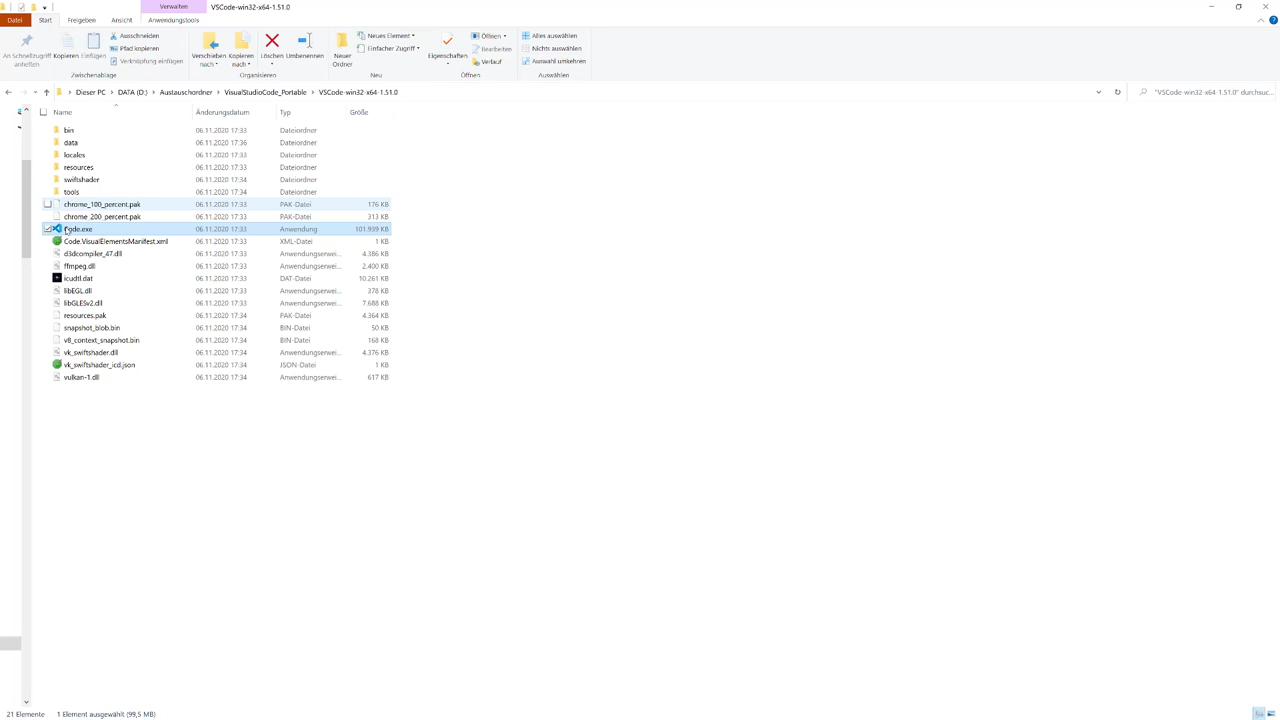 Verwalten VSCode-win32-x64-1.51.0
Datei Start Freigeben Ansicht Anwendungstools
An Schnellzugriff anheften
Kopieren
Einfügen
Ausschneiden
Pfad kopieren
Verknüpfung einfügen
Zwischenablage
Verschieben nach
Kopieren nach
Löschen
Umbenennen
Organisieren
Neuer Ordner
Neues Element
Einfacher Zugriff
Neu
Eigenschaften
Öffnen
Bearbeiten
Verlauf
Öffnen
Alles auswählen
Nichts auswählen
Auswahl umkehren
Auswählen
Dieser PC > DATA (D:) > Austauschordner > VisualStudioCode_Portable > VSCode-win32-x64-1.51.0 "VSCode-win32-x64-1.51.0" durchsuc...
Name Änderungsdatum Typ Größe
bin 06.11.2020 17:33 Dateiordner
data 06.11.2020 17:36 Dateiordner
locales 06.11.2020 17:33 Dateiordner
resources 06.11.2020 17:33 Dateiordner
swiftshader 06.11.2020 17:34 Dateiordner
tools 06.11.2020 17:34 Dateiordner
chrome_100_percent.pak 06.11.2020 17:33 PAK-Datei 176 KB
chrome_200_percent.pak 06.11.2020 17:33 PAK-Datei 313 KB
Code.exe 06.11.2020 17:33 Anwendung 101.939 KB
Code.VisualElementsManifest.xml 06.11.2020 17:33 XML-Datei 1 KB
d3dcompiler_47.dll 06.11.2020 17:33 Anwendungserwei... 4.386 KB
ffmpeg.dll 06.11.2020 17:33 Anwendungserwei... 2.400 KB
icudtl.dat 06.11.2020 17:33 DAT-Datei 10.261 KB
libEGL.dll 06.11.2020 17:33 Anwendungserwei... 378 KB
libGLESv2.dll 06.11.2020 17:33 Anwendungserwei... 7.688 KB
resources.pak 06.11.2020 17:33 PAK-Datei 4.364 KB
snapshot_blob.bin 06.11.2020 17:34 BIN-Datei 50 KB
v8_context_snapshot.bin 06.11.2020 17:34 BIN-Datei 168 KB
vk_swiftshader.dll 06.11.2020 17:34 Anwendungserwei... 4.376 KB
vk_swiftshader_icd.json 06.11.2020 17:34 JSON-Datei 1 KB
vulkan-1.dll 06.11.2020 17:34 Anwendungserwei... 617 KB
21 Elemente 1 Element ausgewählt (99,5 MB)